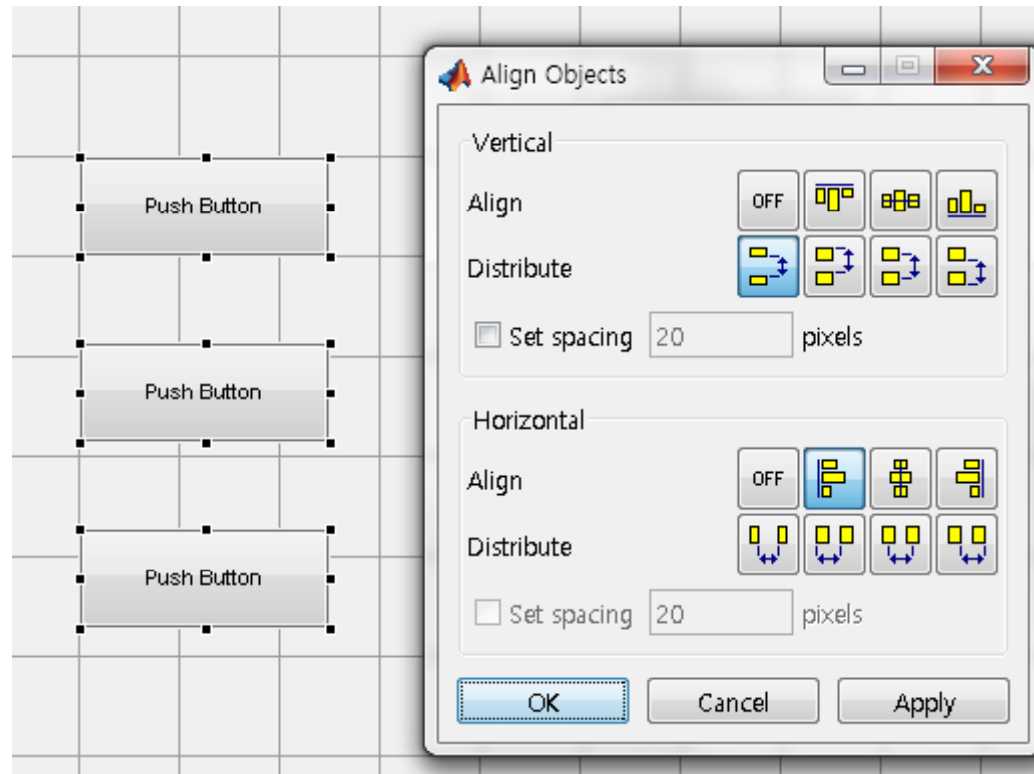 Align Objects
Push Button
Push Button
Push Button
Vertical
Align
OFF
Distribute
Set spacing 20 pixels
Horizontal
Align
OFF
Distribute
Set spacing 20 pixels
OK Cancel Apply